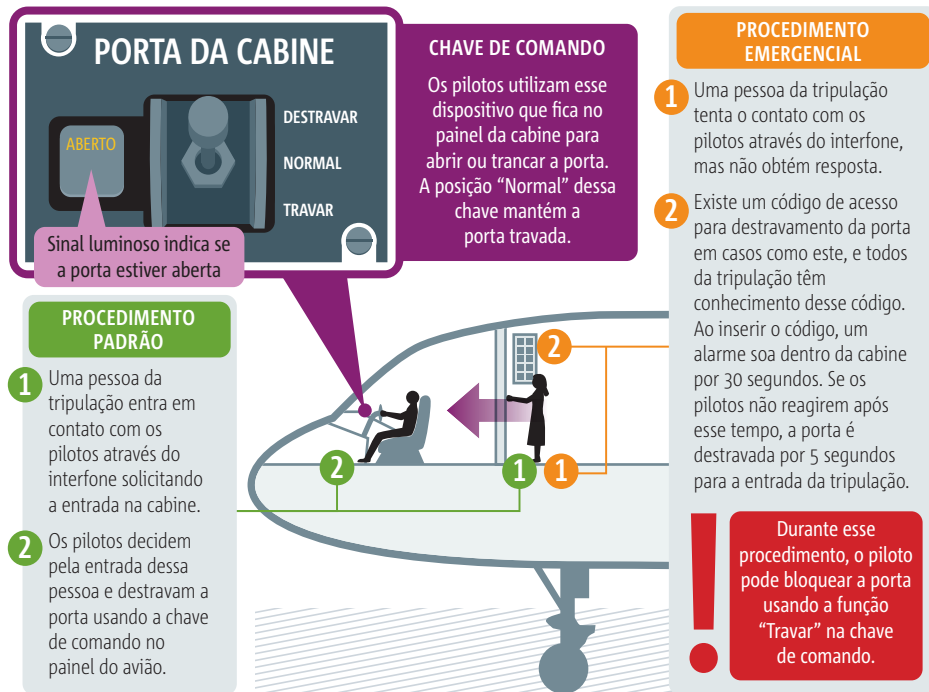 PORTA DA CABINE
ABERTO
DESTRAVAR
NORMAL
TRAVAR
Sinal luminoso indica se
a porta estiver aberta
CHAVE DE COMANDO
Os pilotos utilizam esse
dispositivo que fica no
painel da cabine para
abrir ou trancar a porta.
A posição “Normal” dessa
chave mantém a
porta travada.
PROCEDIMENTO
PADRÃO
1 Uma pessoa da
tripulação entra em
contato com os
pilotos através do
interfone solicitando
a entrada na cabine.
2 Os pilotos decidem
pela entrada dessa
pessoa e destravam a
porta usando a chave
de comando no
painel do avião.
2
2
1
1
PROCEDIMENTO
EMERGENCIAL
1 Uma pessoa da tripulação
tenta o contato com os
pilotos através do interfone,
mas não obtém resposta.
2 Existe um código de acesso
para destravamento da porta
em casos como este, e todos
da tripulação têm
conhecimento desse código.
Ao inserir o código, um
alarme soa dentro da cabine
por 30 segundos. Se os
pilotos não reagirem após
esse tempo, a porta é
destravada por 5 segundos
para a entrada da tripulação.
!
Durante esse
procedimento, o piloto
pode bloquear a porta
usando a função
“Travar” na chave
de comando.